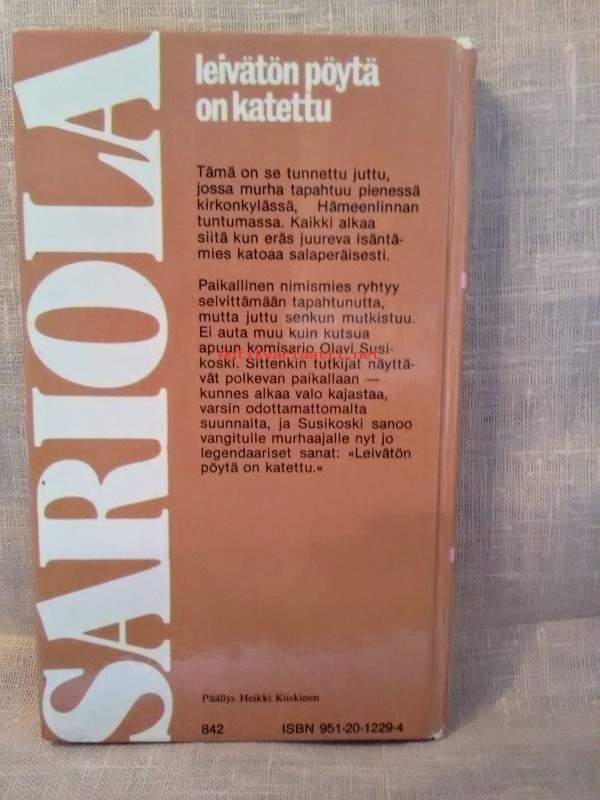 SARIOLA
leivätön pöytä
on katettu
Tämä on se tunnettu juttu,
jossa murha tapahtuu pienessä
kirkonkylässä, Hämeenlinnan
tuntumassa. Kaikki alkaa
siitä kun eräs juureva isäntä-
mies katoaa salaperäisesti.
Paikallinen nimismies ryhtyy
selvittämään tapahtunutta,
mutta juttu senkun mutkistuu.
Ei auta muu kuin kutsua
apuun komisario Olavi Susi-
koski. Sittenkin tutkijat näyttä-
vät polkevan paikallaan —
kunnes alkaa valo kajastaa,
varsin odottamattomalta
suunnalta, ja Susikoski sanoo
vangitulle murhaajalle nyt jo
legendaariset sanat: »Leivätön
pöytä on katettu.»
Päällys Heikki Kiiskinen
842 ISBN 951-20-1229-4